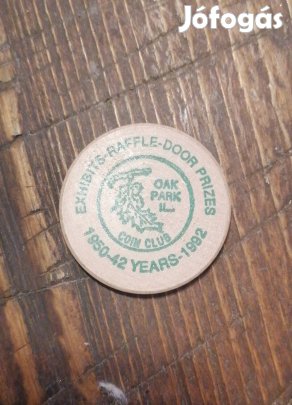 Jófogás
EXHIBITS-RAFFLE-DOOR PRIZES
OAK
PARK
IL.
COIN CLUB
1950-42 YEARS-1992